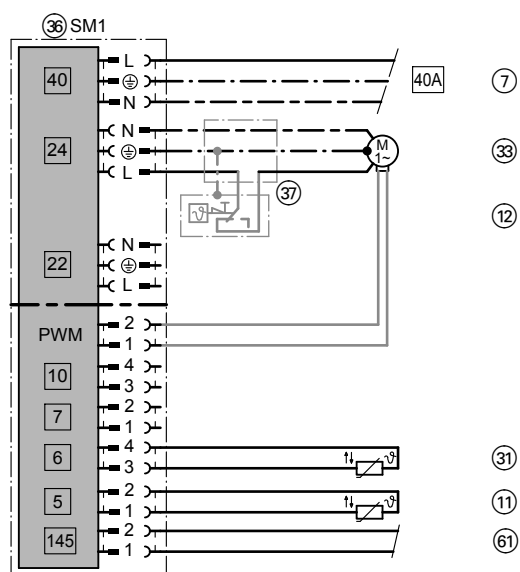 36 SM1
40 L 40A 7
N
24 N M 1~ 33
L 37
ϑ 12
22 N
L
PWM 2
1
10 4
3
7 2
1
6 4 ϑ 31
3
5 2 ϑ 11
1
145 2 61
1